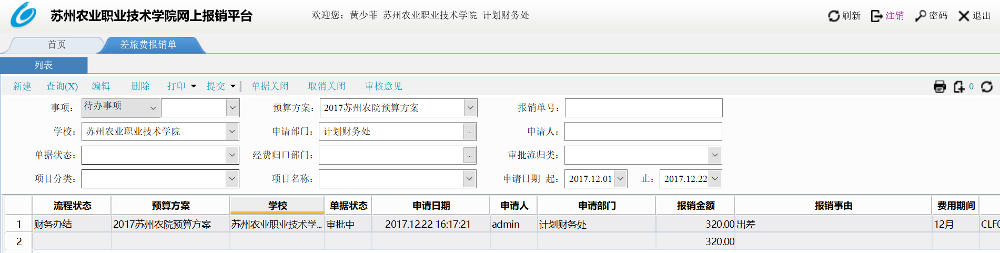 苏州农业职业技术学院网上报销平台 欢迎您：黄少菲 苏州农业职业技术学院 计划财务处 刷新 注销 密码 退出
首页 差旅费报销单
列表
新建 查询(X) 编辑 删除 打印 提交 单据关闭 取消关闭 审核意见 0
事项： 待办事项 预算方案： 2017苏州农院预算方案 报销单号：
学校： 苏州农业职业技术学院 申请部门： 计划财务处 ... 申请人：
单据状态： 经费归口部门： ... 审批流归类：
项目分类： 项目名称： 申请日期 起： 2017.12.01 止： 2017.12.22
流程状态 预算方案 学校 单据状态 申请日期 申请人 申请部门 报销金额 报销事由 费用期间
1 财务办结 2017苏州农院预算方案 苏州农业职业技术学... 审批中 2017.12.22 16:17:21 admin 计划财务处 320.00 出差 12月 CLF
2 320.00